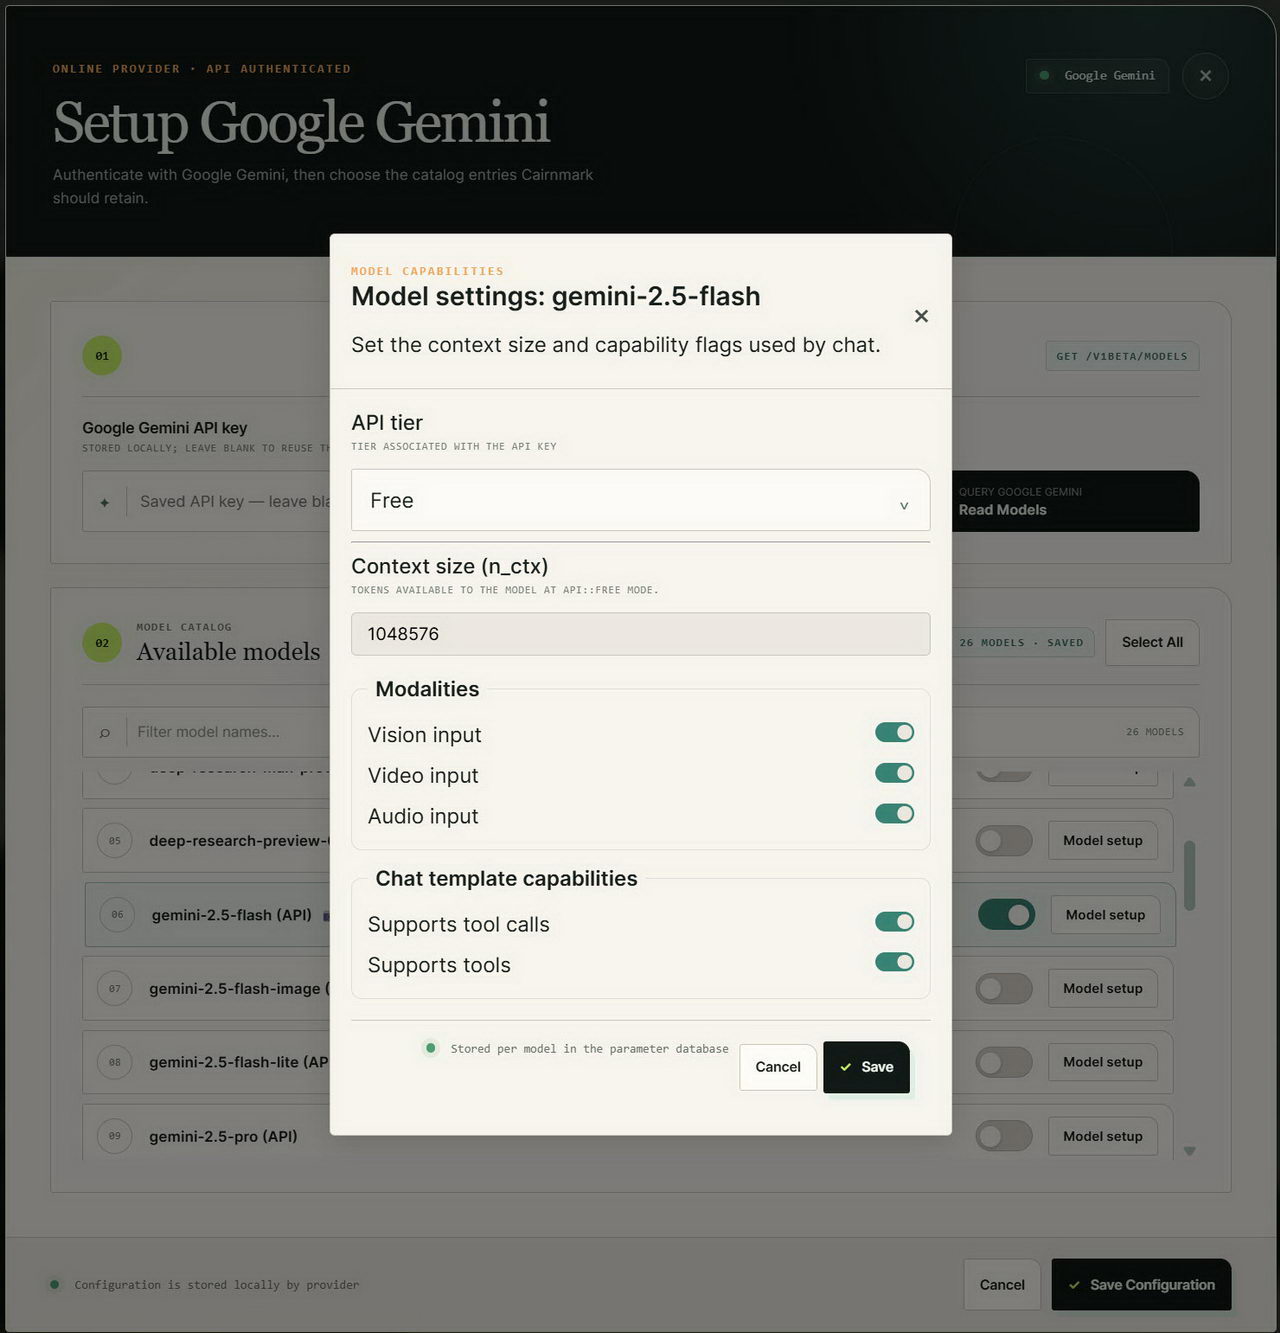 ONLINE PROVIDER · API AUTHENTICATED
Google Gemini
Setup Google Gemini
Authenticate with Google Gemini, then choose the catalog entries Cairnmark
should retain.
MODEL CAPABILITIES
Model settings: gemini-2.5-flash
Set the context size and capability flags used by chat.
API tier
TIER ASSOCIATED WITH THE API KEY
Free
Context size (n_ctx)
TOKENS AVAILABLE TO THE MODEL AT API::FREE MODE.
1048576
Modalities
Vision input
Video input
Audio input
Chat template capabilities
Supports tool calls
Supports tools
Stored per model in the parameter database
Cancel
Save
01
GET /V1BETA/MODELS
Google Gemini API key
STORED LOCALLY; LEAVE BLANK TO REUSE
Saved API key — leave
QUERY GOOGLE GEMINI
Read Models
02
MODEL CATALOG
Available models
26 MODELS · SAVED
Select All
Filter model names...
26 MODELS
05
deep-research-preview-
Model setup
06
gemini-2.5-flash (API)
Model setup
07
gemini-2.5-flash-image (
Model setup
08
gemini-2.5-flash-lite (AP
Model setup
09
gemini-2.5-pro (API)
Model setup
Configuration is stored locally by provider
Cancel
Save Configuration